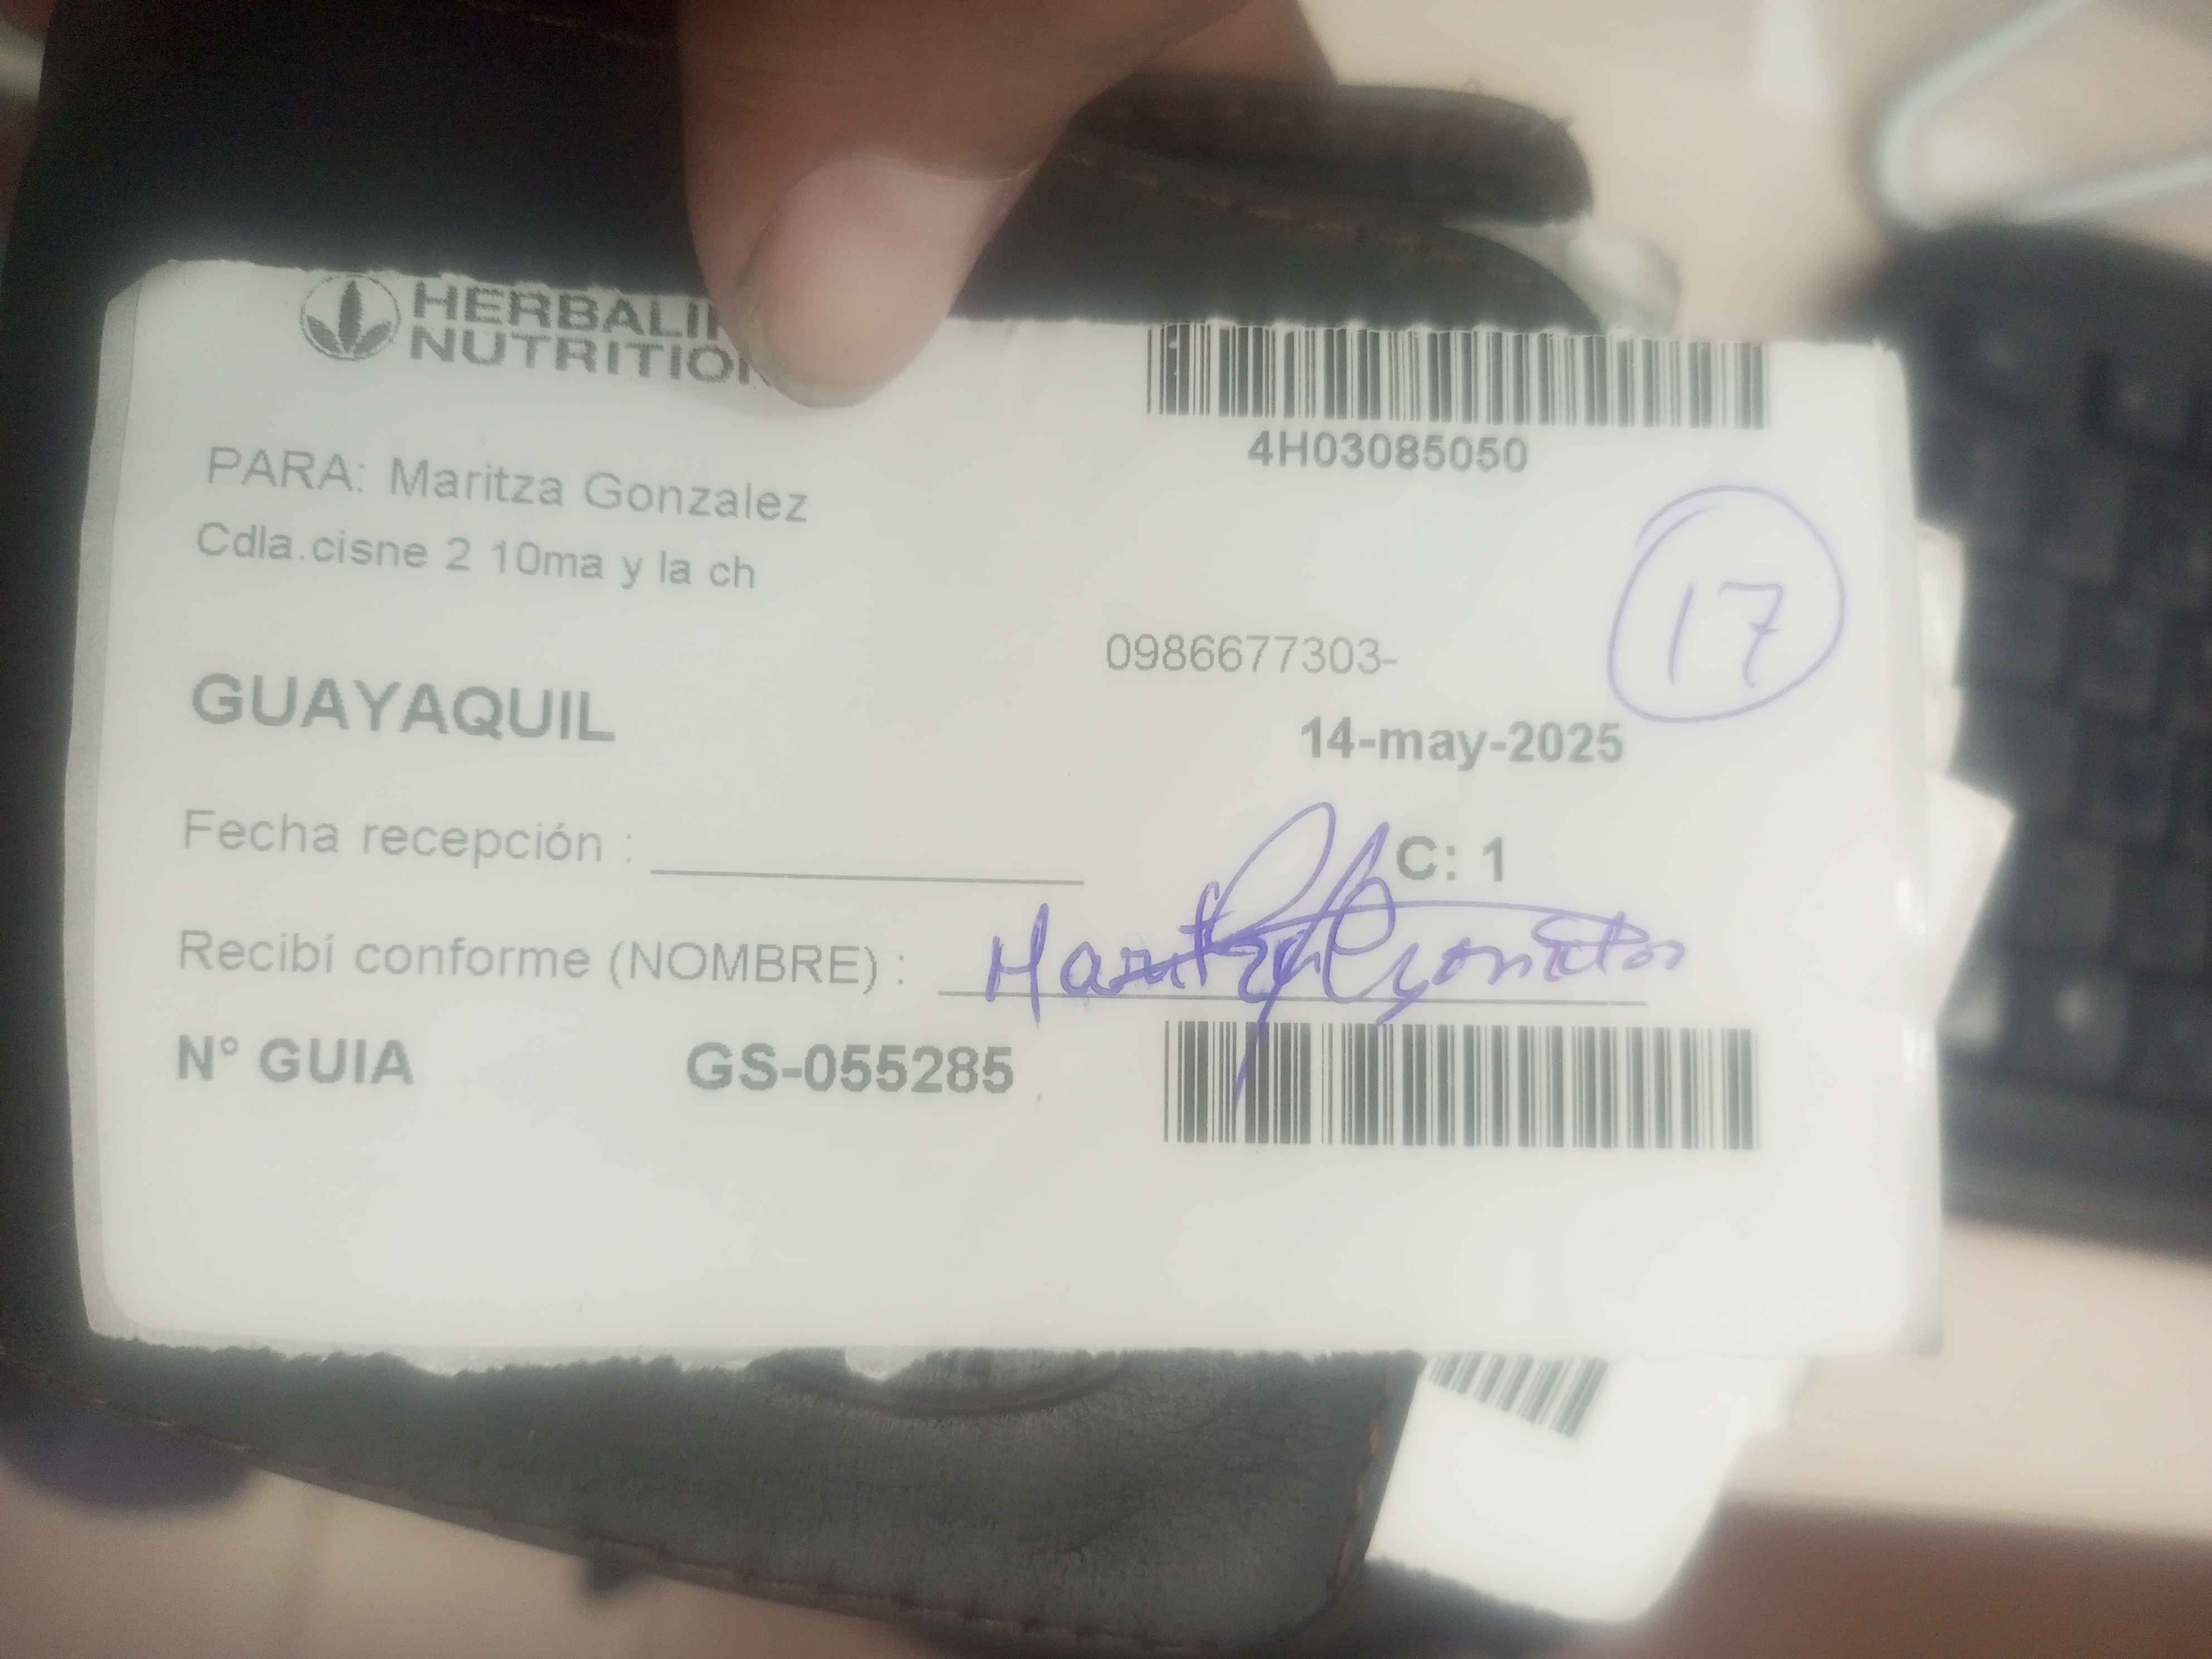 HERBALI
NUTRITIO
4H03085050
PARA: Maritza Gonzalez
Cdla.cisne 2 10ma y la ch
17
0986677303-
GUAYAQUIL
14-may-2025
Fecha recepción :
C: 1
Recibí conforme (NOMBRE) : Maritza
N° GUIA GS-055285